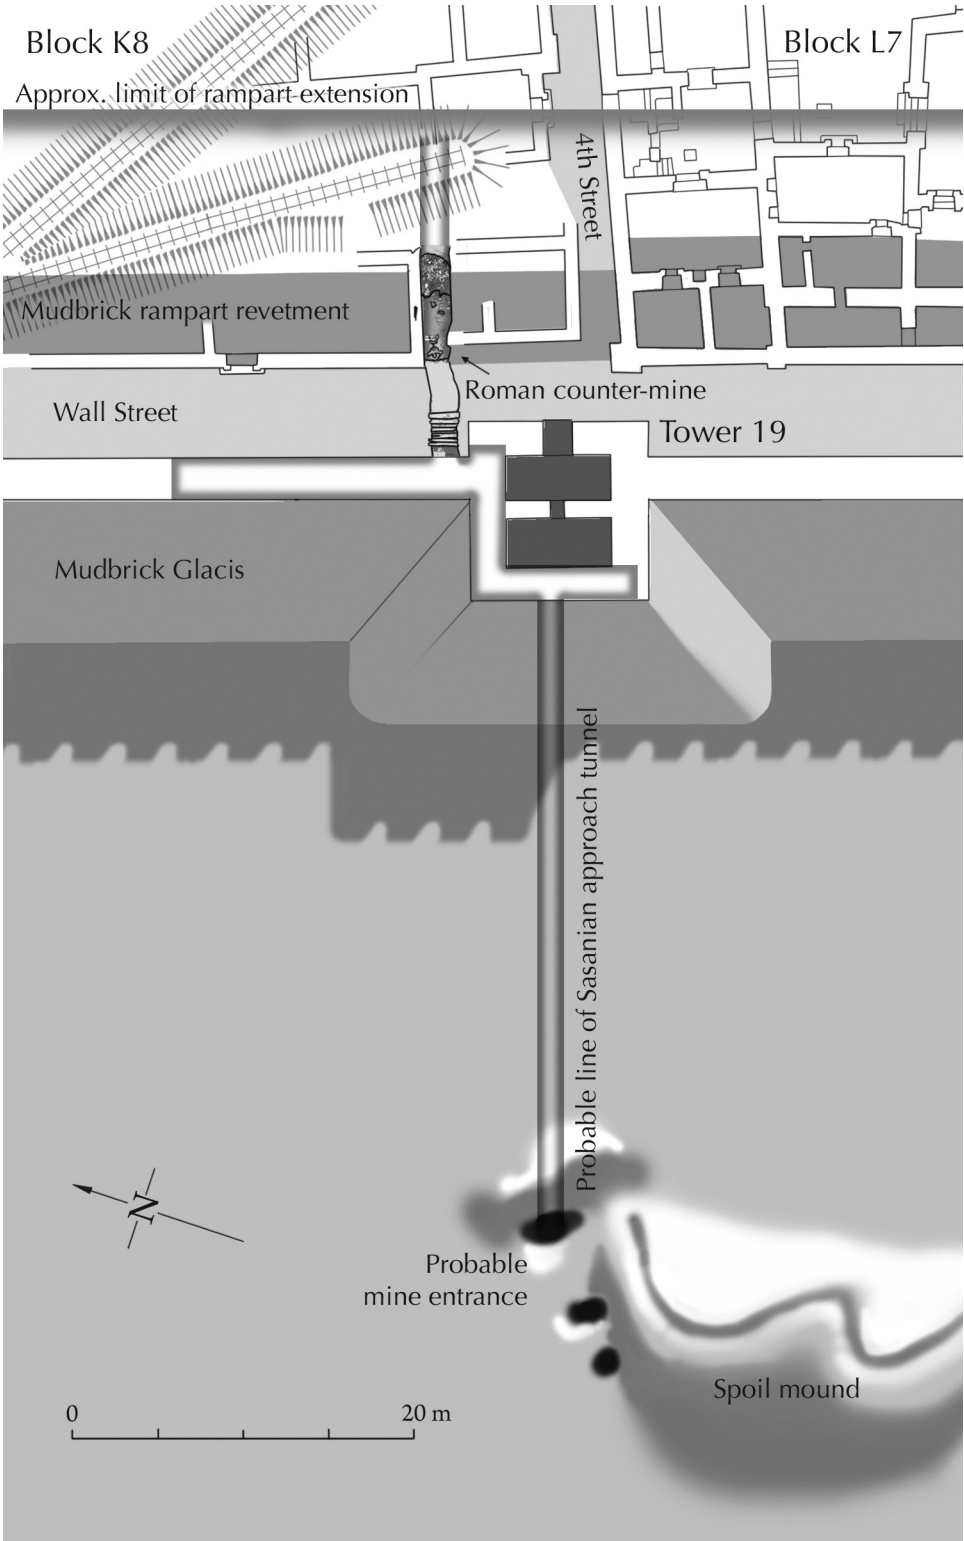 Block K8
Block L7
Approx. limit of rampart extension
4th Street
Mudbrick rampart revetment
Roman counter-mine
Wall Street
Tower 19
Mudbrick Glacis
Probable line of Sasanian approach tunnel
N
Probable
mine entrance
Spoil mound
0 20 m